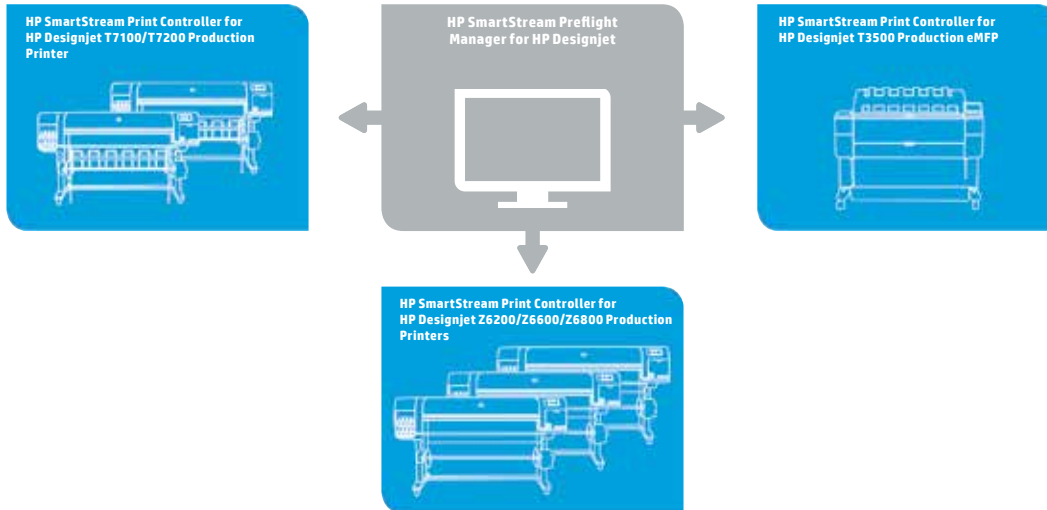 HP SmartStream Print Controller for
HP Designjet T7100/T7200 Production
Printer
HP SmartStream Preflight
Manager for HP Designjet
HP SmartStream Print Controller for
HP Designjet T3500 Production eMFP
HP SmartStream Print Controller for
HP Designjet Z6200/Z6600/Z6800 Production
Printers